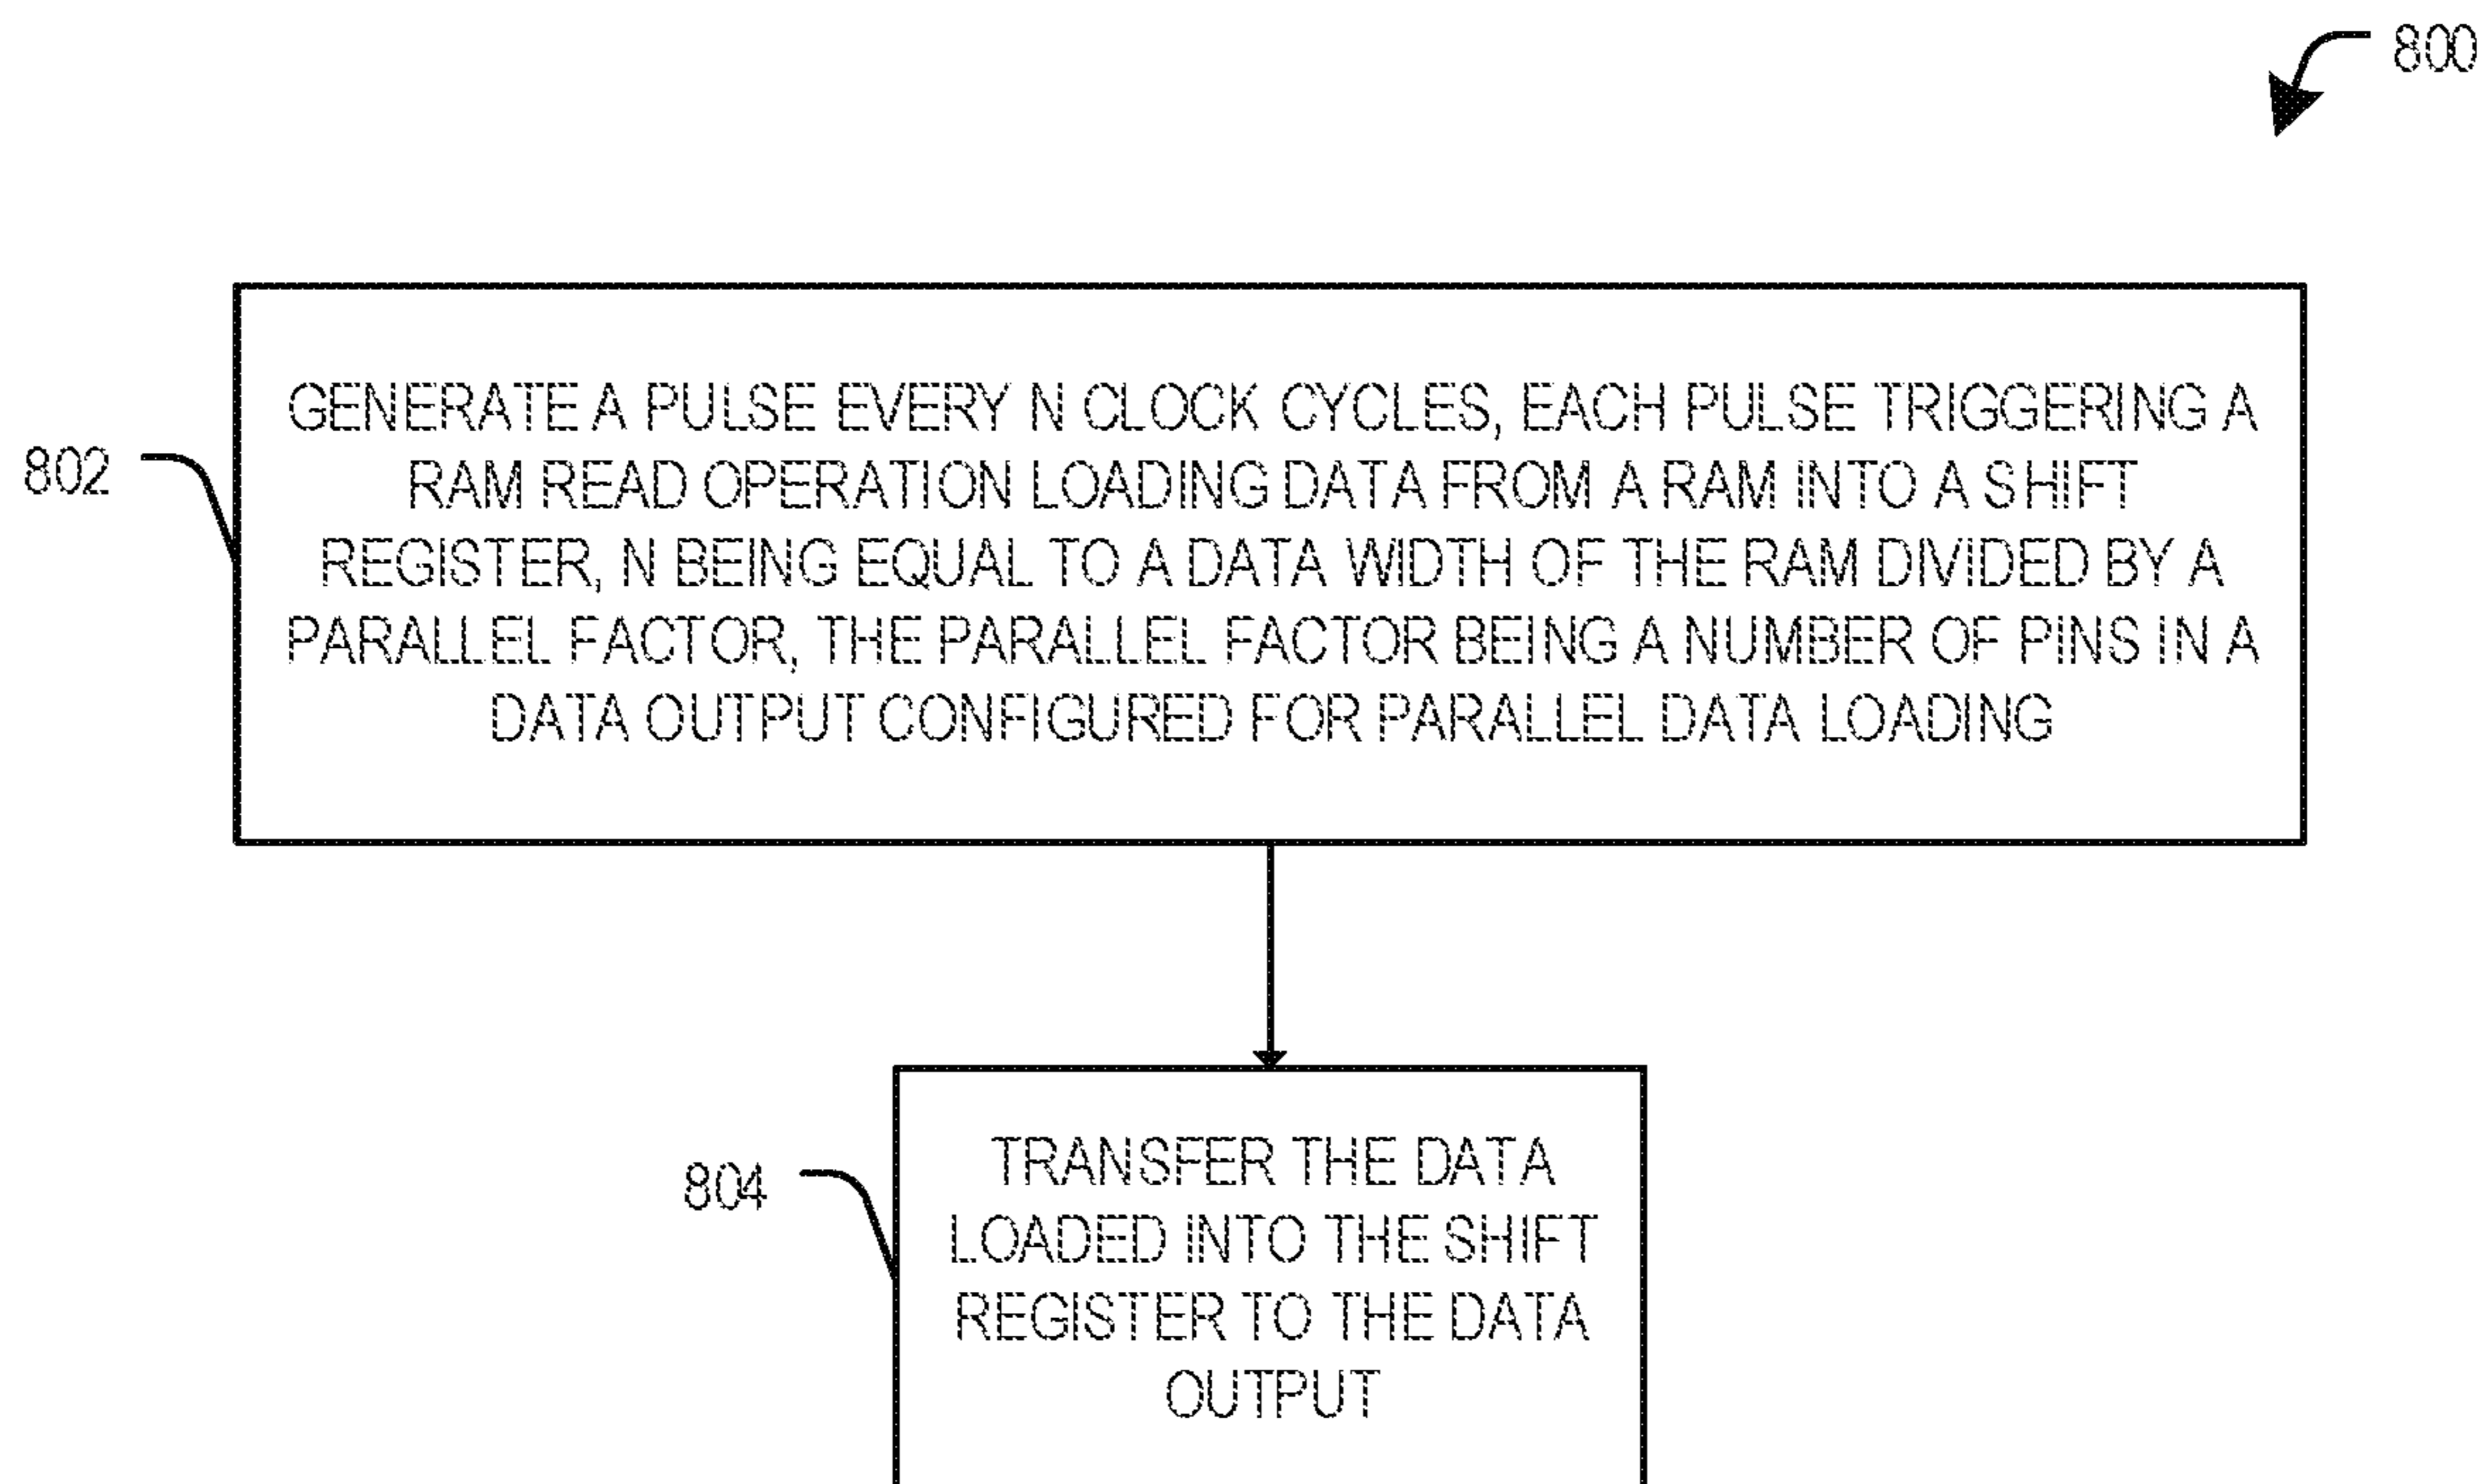 800
802
GENERATE A PULSE EVERY N CLOCK CYCLES, EACH PULSE TRIGGERING A
RAM READ OPERATION LOADING DATA FROM A RAM INTO A SHIFT
REGISTER, N BEING EQUAL TO A DATA WIDTH OF THE RAM DIVIDED BY A
PARALLEL FACTOR, THE PARALLEL FACTOR BEING A NUMBER OF PINS IN A
DATA OUTPUT CONFIGURED FOR PARALLEL DATA LOADING
804
TRANSFER THE DATA
LOADED INTO THE SHIFT
REGISTER TO THE DATA
OUTPUT